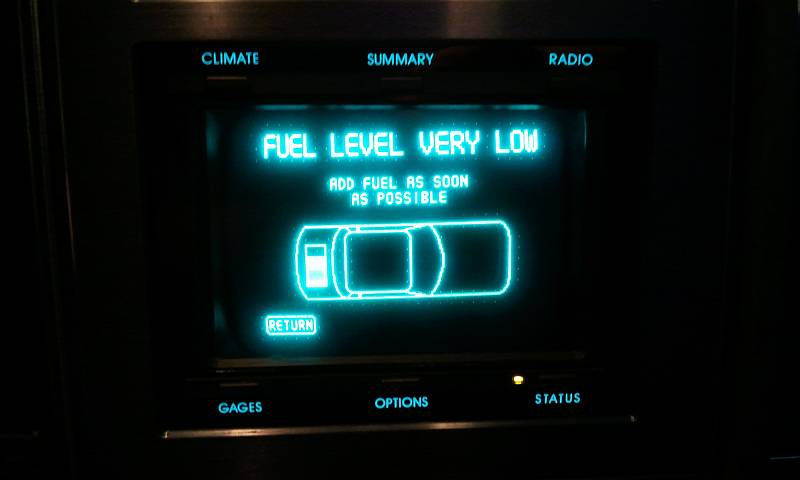 CLIMATE SUMMARY RADIO
FUEL LEVEL VERY LOW
ADD FUEL AS SOON
AS POSSIBLE
RETURN
GAGES OPTIONS STATUS